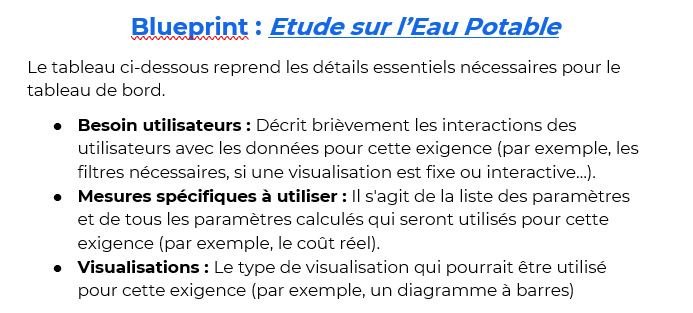 Blueprint : Etude sur l’Eau Potable
Le tableau ci-dessous reprend les détails essentiels nécessaires pour le
tableau de bord.
● Besoin utilisateurs : Décrit brièvement les interactions des
utilisateurs avec les données pour cette exigence (par exemple, les
filtres nécessaires, si une visualisation est fixe ou interactive...).
● Mesures spécifiques à utiliser : Il s'agit de la liste des paramètres
et de tous les paramètres calculés qui seront utilisés pour cette
exigence (par exemple, le coût réel).
● Visualisations : Le type de visualisation qui pourrait être utilisé
pour cette exigence (par exemple, un diagramme à barres)